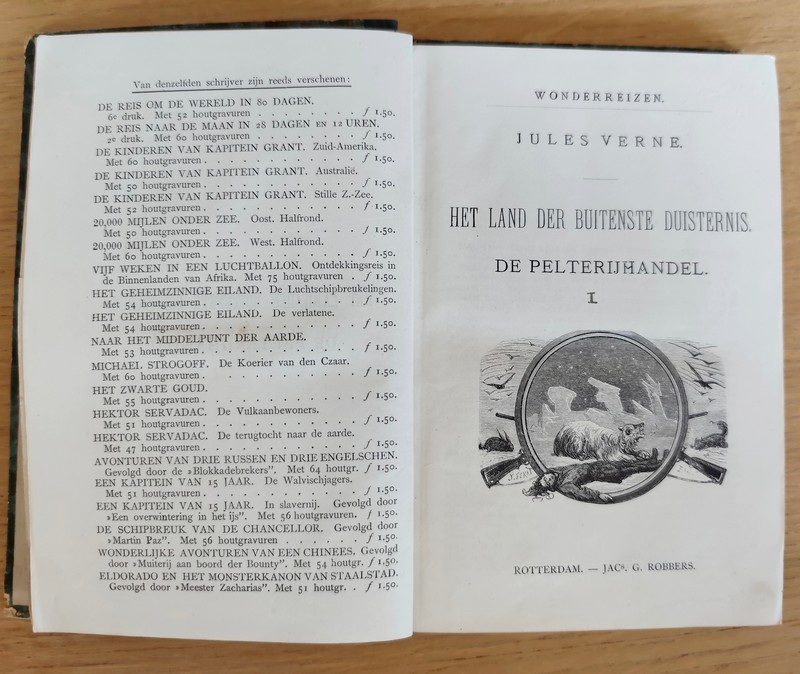 Van denzelfden schrijver zijn reeds verschenen:
DE REIS OM DE WERELD IN 80 DAGEN.
6e druk. Met 52 houtgravuren . . . . . . . . ƒ 1.50.
DE REIS NAAR DE MAAN IN 28 DAGEN EN 12 UREN.
2e druk. Met 60 houtgravuren . . . . . . . . ƒ 1.50.
DE KINDEREN VAN KAPITEIN GRANT. Zuid-Amerika.
Met 60 houtgravuren . . . . . . . . . . . ƒ 1.50.
DE KINDEREN VAN KAPITEIN GRANT. Australië.
Met 50 houtgravuren . . . . . . . . . . . ƒ 1.50.
DE KINDEREN VAN KAPITEIN GRANT. Stille Z.-Zee.
Met 52 houtgravuren . . . . . . . . . . . ƒ 1.50.
20,000 MIJLEN ONDER ZEE. Oost. Halfrond.
Met 50 houtgravuren . . . . . . . . . . . ƒ 1.50.
20,000 MIJLEN ONDER ZEE. West. Halfrond.
Met 60 houtgravuren . . . . . . . . . . . ƒ 1.50.
VIJF WEKEN IN EEN LUCHTBALLON. Ontdekkingsreis in
de Binnenlanden van Afrika. Met 75 houtgravuren . ƒ 1.50.
HET GEHEIMZINNIGE EILAND. De Luchtschipbreukelingen.
Met 54 houtgravuren . . . . . . . . . . . ƒ 1.50.
HET GEHEIMZINNIGE EILAND. De verlatene.
Met 54 houtgravuren . . . . . . . . . . . ƒ 1.50.
NAAR HET MIDDELPUNT DER AARDE.
Met 53 houtgravuren . . . . . . . . . . . ƒ 1.50.
MICHAEL STROGOFF. De Koerier van den Czaar.
Met 60 houtgravuren . . . . . . . . . . . ƒ 1.50.
HET ZWARTE GOUD.
Met 55 houtgravuren . . . . . . . . . . . ƒ 1.50.
HEKTOR SERVADAC. De Vulkaanbewoners.
Met 51 houtgravuren . . . . . . . . . . . ƒ 1.50.
HEKTOR SERVADAC. De terugtocht naar de aarde.
Met 47 houtgravuren . . . . . . . . . . . ƒ 1.50.
AVONTUREN VAN DRIE RUSSEN EN DRIE ENGELSCHEN.
Gevolgd door de »Blokkadebrekers". Met 64 houtgr. ƒ 1.50.
EEN KAPITEIN VAN 15 JAAR. De Walvischjagers.
Met 51 houtgravuren . . . . . . . . . . . ƒ 1.50.
EEN KAPITEIN VAN 15 JAAR. In slavernij. Gevolgd door
»Een overwintering in het ijs". Met 56 houtgravuren. ƒ 1.50.
DE SCHIPBREUK VAN DE CHANCELLOR. Gevolgd door
»Martin Paz". Met 56 houtgravuren . . . . . . ƒ 1.50.
WONDERLIJKE AVONTUREN VAN EEN CHINEES. Gevolgd
door »Muiterij aan boord der Bounty". Met 54 houtgr. ƒ 1.50.
ELDORADO EN HET MONSTERKANON VAN STAALSTAD.
Gevolgd door »Meester Zacharias". Met 51 houtgr. . ƒ 1.50.
WONDERREIZEN.
JULES VERNE.
HET LAND DER BUITENSTE DUISTERNIS.
DE PELTERIJHANDEL.
I
ROTTERDAM. — JACS. G. ROBBERS.